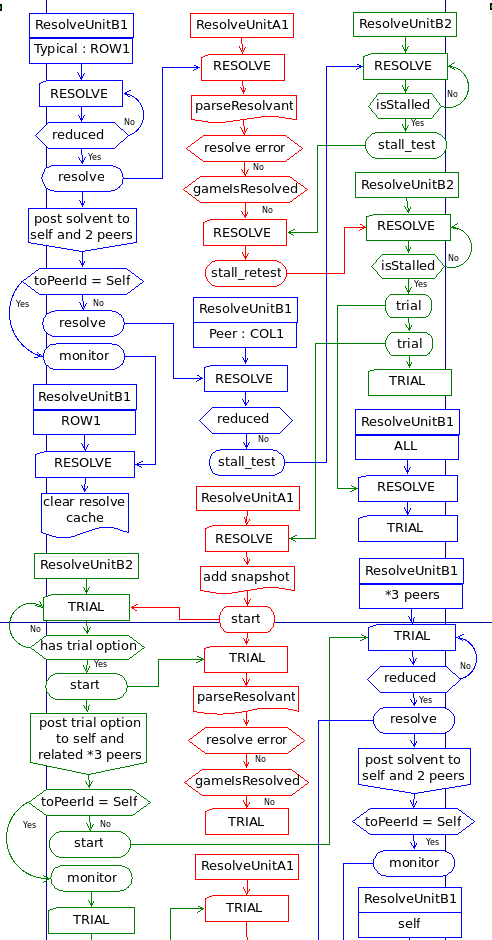 ResolveUnitB1
Typical : ROW1
RESOLVE
reduced
No
Yes
resolve
post solvent to
self and 2 peers
toPeerId = Self
Yes
No
resolve
monitor
ResolveUnitB1
ROW1
RESOLVE
clear resolve
cache
ResolveUnitB2
TRIAL
No
has trial option
Yes
start
post trial option
to self and
related *3 peers
toPeerId = Self
Yes
No
start
monitor
TRIAL
ResolveUnitA1
RESOLVE
parseResolvant
resolve error
No
gameIsResolved
No
RESOLVE
stall_retest
ResolveUnitB1
Peer : COL1
RESOLVE
reduced
No
stall_test
ResolveUnitA1
RESOLVE
add snapshot
start
TRIAL
parseResolvant
resolve error
No
gameIsResolved
No
TRIAL
ResolveUnitA1
TRIAL
ResolveUnitB2
RESOLVE
No
isStalled
Yes
stall_test
ResolveUnitB2
RESOLVE
No
isStalled
Yes
trial
trial
TRIAL
ResolveUnitB1
ALL
RESOLVE
TRIAL
ResolveUnitB1
*3 peers
TRIAL
No
reduced
Yes
resolve
post solvent to
self and 2 peers
toPeerId = Self
Yes
monitor
ResolveUnitB1
self